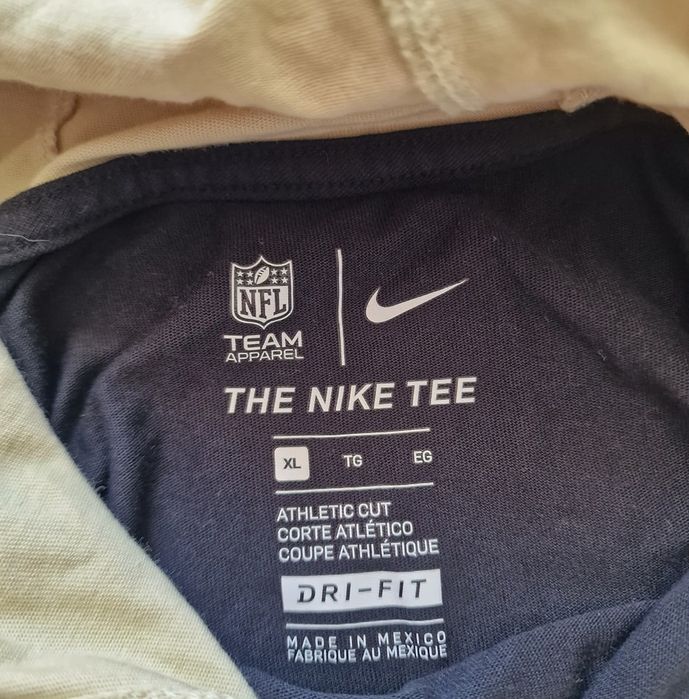 NFL
TEAM
APPAREL
THE NIKE TEE
XL TG EG
ATHLETIC CUT
CORTE ATLÉTICO
COUPE ATHLÉTIQUE
DRI-FIT
MADE IN MEXICO
FABRIQUE AU MEXIQUE